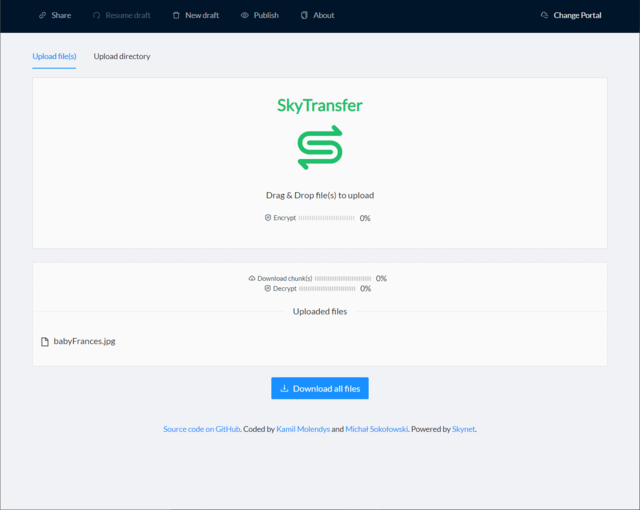 Share Resume draft New draft Publish About Change Portal
Upload file(s) Upload directory
SkyTransfer
Drag & Drop file(s) to upload
Encrypt 0%
Download chunk(s) 0%
Decrypt 0%
Uploaded files
babyFrances.jpg
Download all files
Source code on GitHub. Coded by Kamil Molendys and Michał Sokołowski. Powered by Skynet.